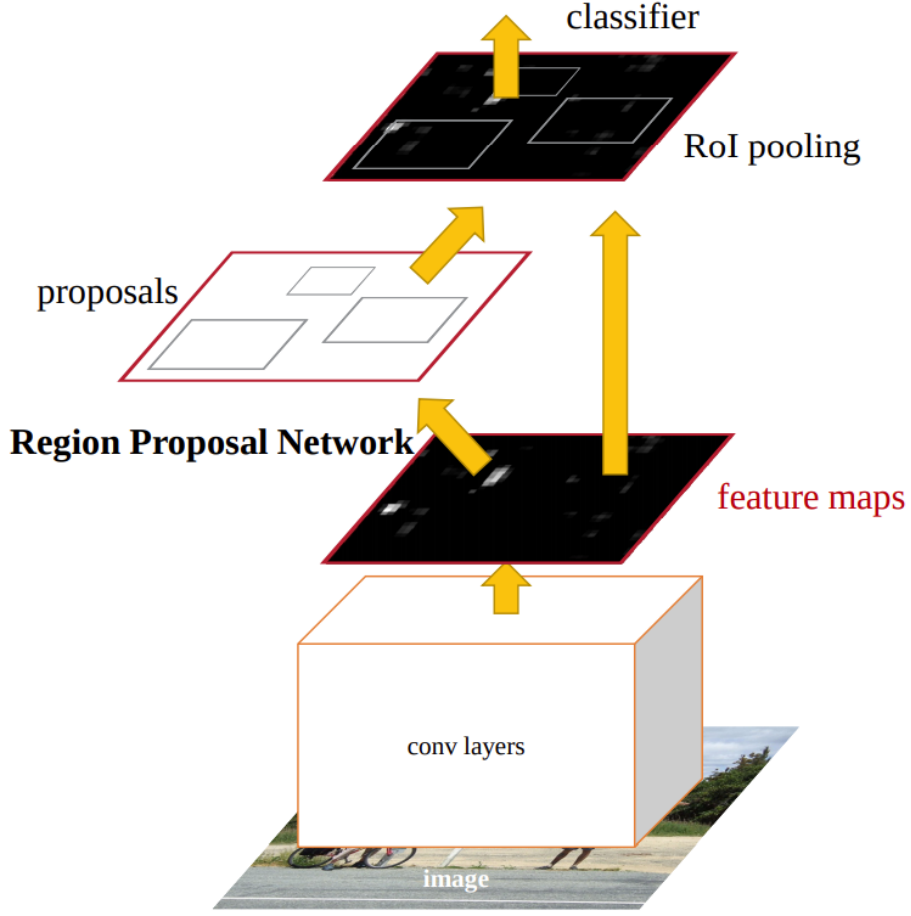 classifier
RoI pooling
proposals
Region Proposal Network
feature maps
conv layers
image